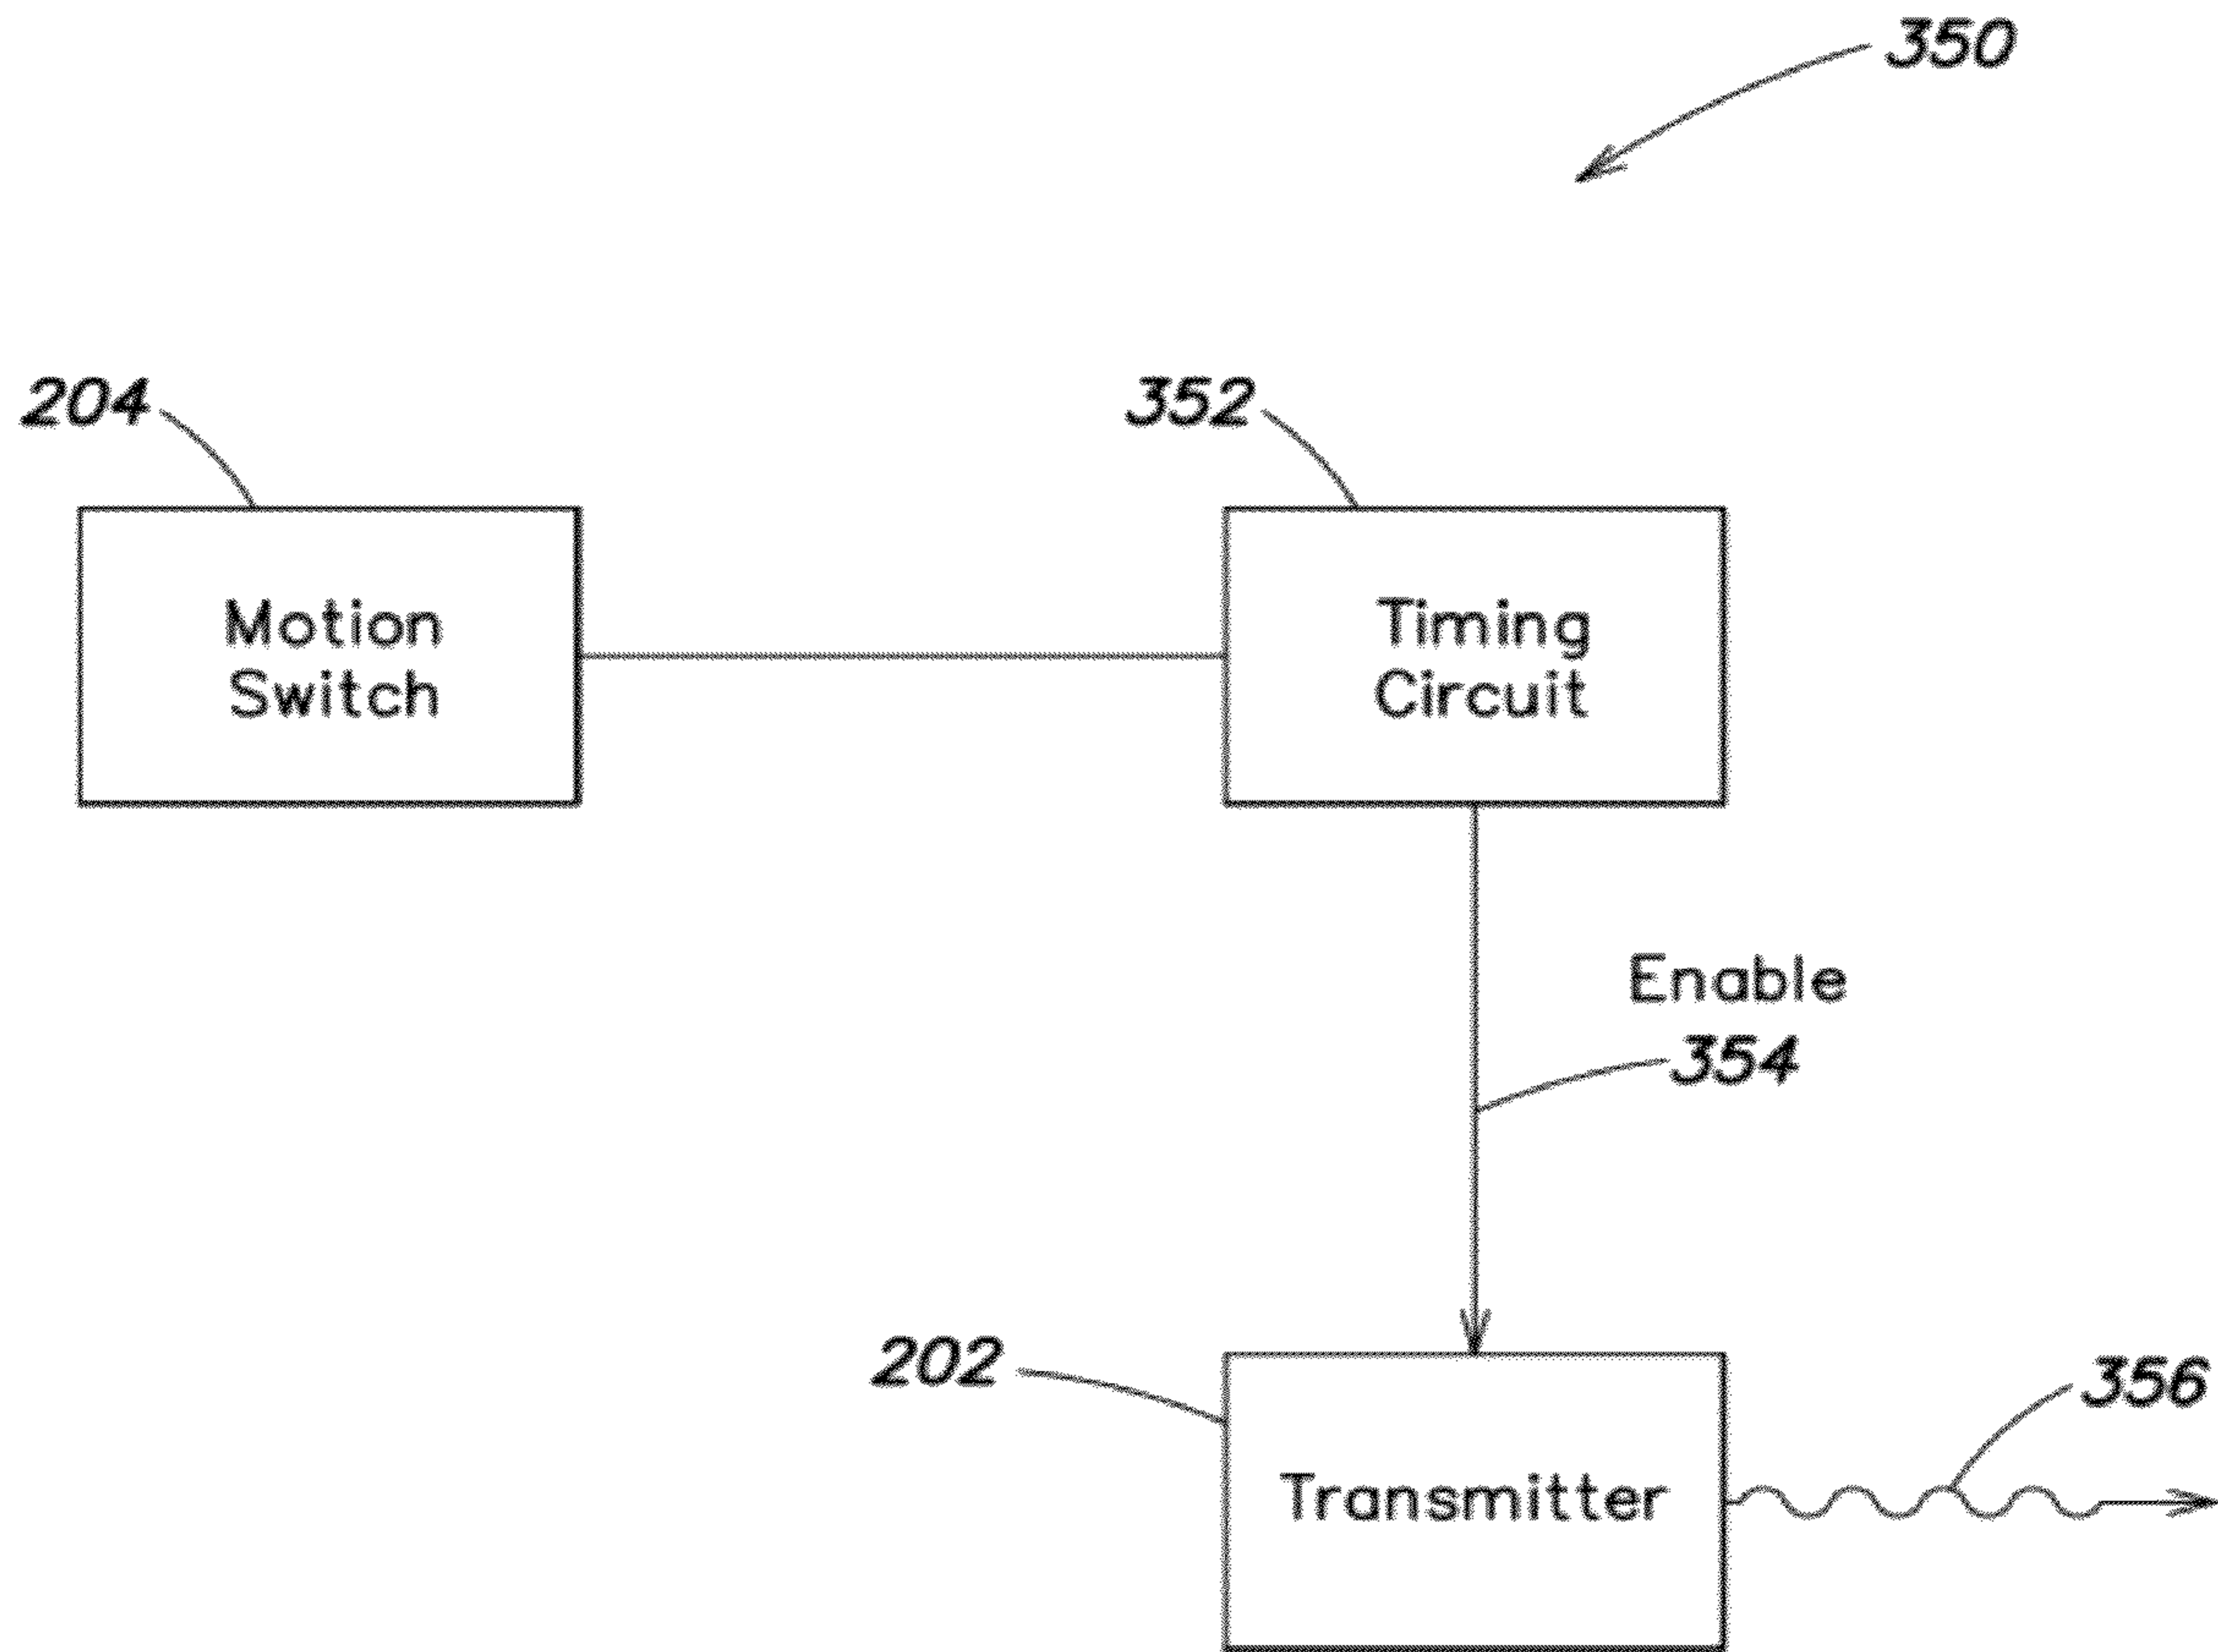 350
204
352
Motion
Switch
Timing
Circuit
Enable
354
202
356
Transmitter